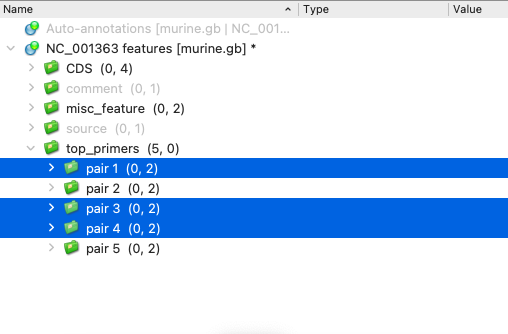 Name Type Value
Auto-annotations [murine.gb | NC_001...
NC_001363 features [murine.gb] *
CDS (0, 4)
comment (0, 1)
misc_feature (0, 2)
source (0, 1)
top_primers (5, 0)
pair 1 (0, 2)
pair 2 (0, 2)
pair 3 (0, 2)
pair 4 (0, 2)
pair 5 (0, 2)